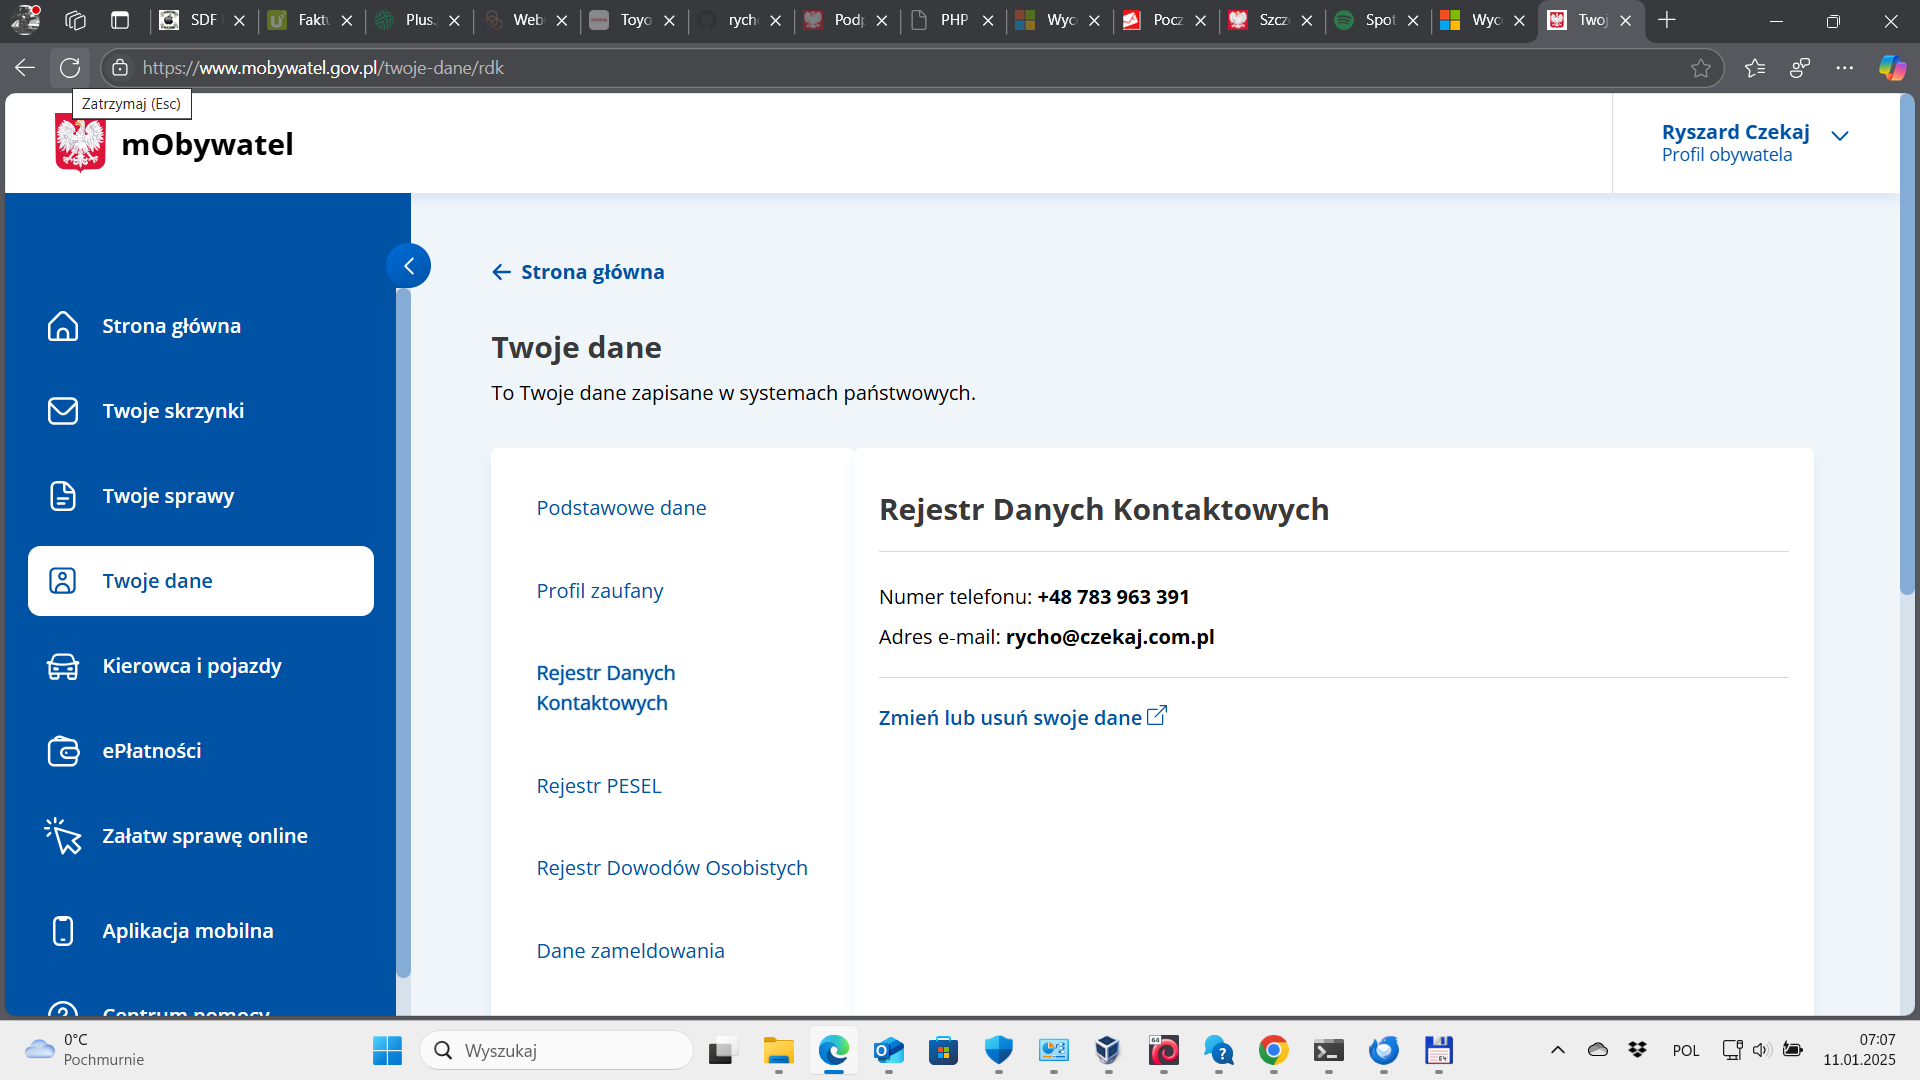 SDF
Faktu
Plus.
Web
Toyo
rych
Podp
PHP
Wyc
Pocz
Szcz
Spot
Wyc
Twoj
https://www.mobywatel.gov.pl/twoje-dane/rdk
Zatrzymaj (Esc)
mObywatel
Ryszard Czekaj
Profil obywatela
Strona główna
Twoje skrzynki
Twoje sprawy
Twoje dane
Kierowca i pojazdy
ePłatności
Załatw sprawę online
Aplikacja mobilna
Centrum pomocy
Strona główna
Twoje dane
To Twoje dane zapisane w systemach państwowych.
Podstawowe dane
Profil zaufany
Rejestr Danych
Kontaktowych
Rejestr PESEL
Rejestr Dowodów Osobistych
Dane zameldowania
Rejestr Danych Kontaktowych
Numer telefonu: +48 783 963 391
Adres e-mail: rycho@czekaj.com.pl
Zmień lub usuń swoje dane
0°C
Pochmurnie
Wyszukaj
64
64
POL
07:07
11.01.2025